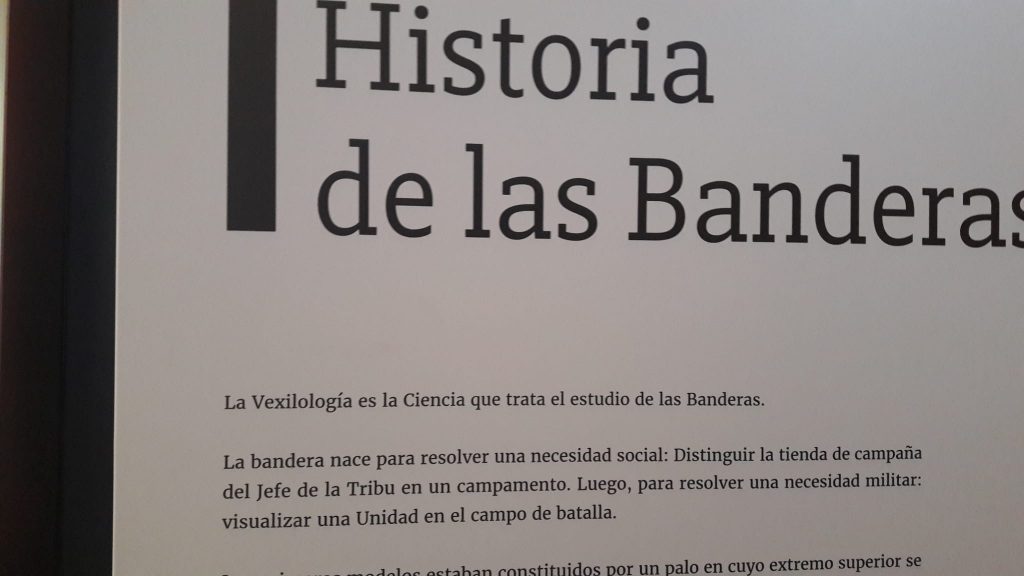 Historia
de las Banderas
La Vexilología es la Ciencia que trata el estudio de las Banderas.
La bandera nace para resolver una necesidad social: Distinguir la tienda de campaña
del Jefe de la Tribu en un campamento. Luego, para resolver una necesidad militar:
visualizar una Unidad en el campo de batalla.
modelos estaban constituidos por un palo en cuyo extremo superior se